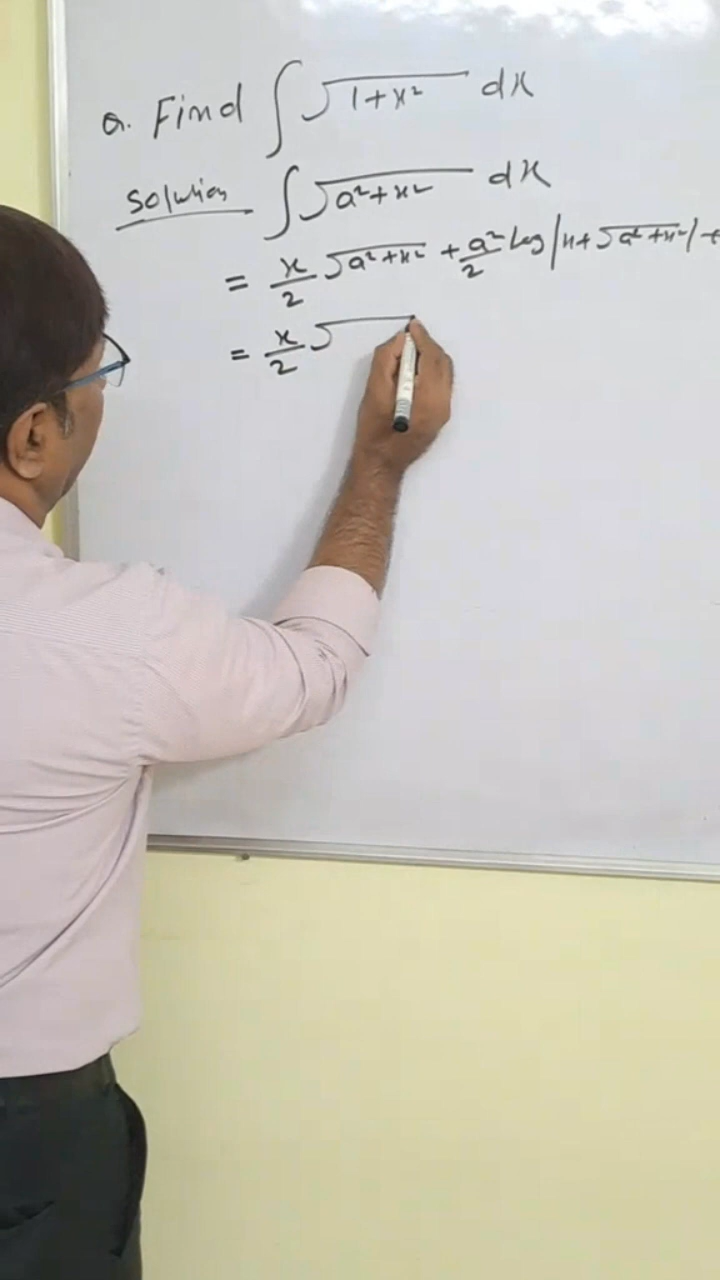 Q. Find ∫√(1+x²) dx
Solution ∫√(a²+x²) dx
= x/2 √(a²+x²) + a²/2 log|x+√(a²+x²)| +
= x/2 √